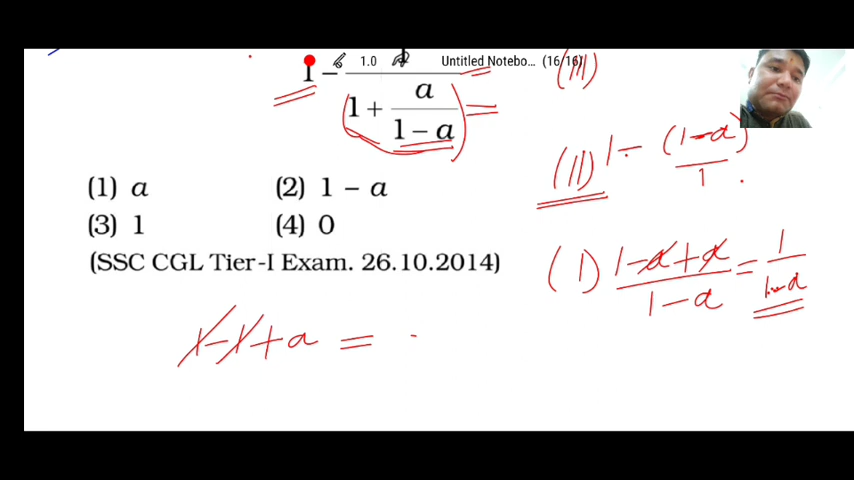 1.0 Untitled Notebo... (16/16)
1 -
1 + a / 1 - a
(III)
(II) 1 - (1-a) / 1
(1) a (2) 1 – a
(3) 1 (4) 0
(SSC CGL Tier-I Exam. 26.10.2014)
(I) 1-a+a / 1-a = 1 / 1-a
1-1+a =